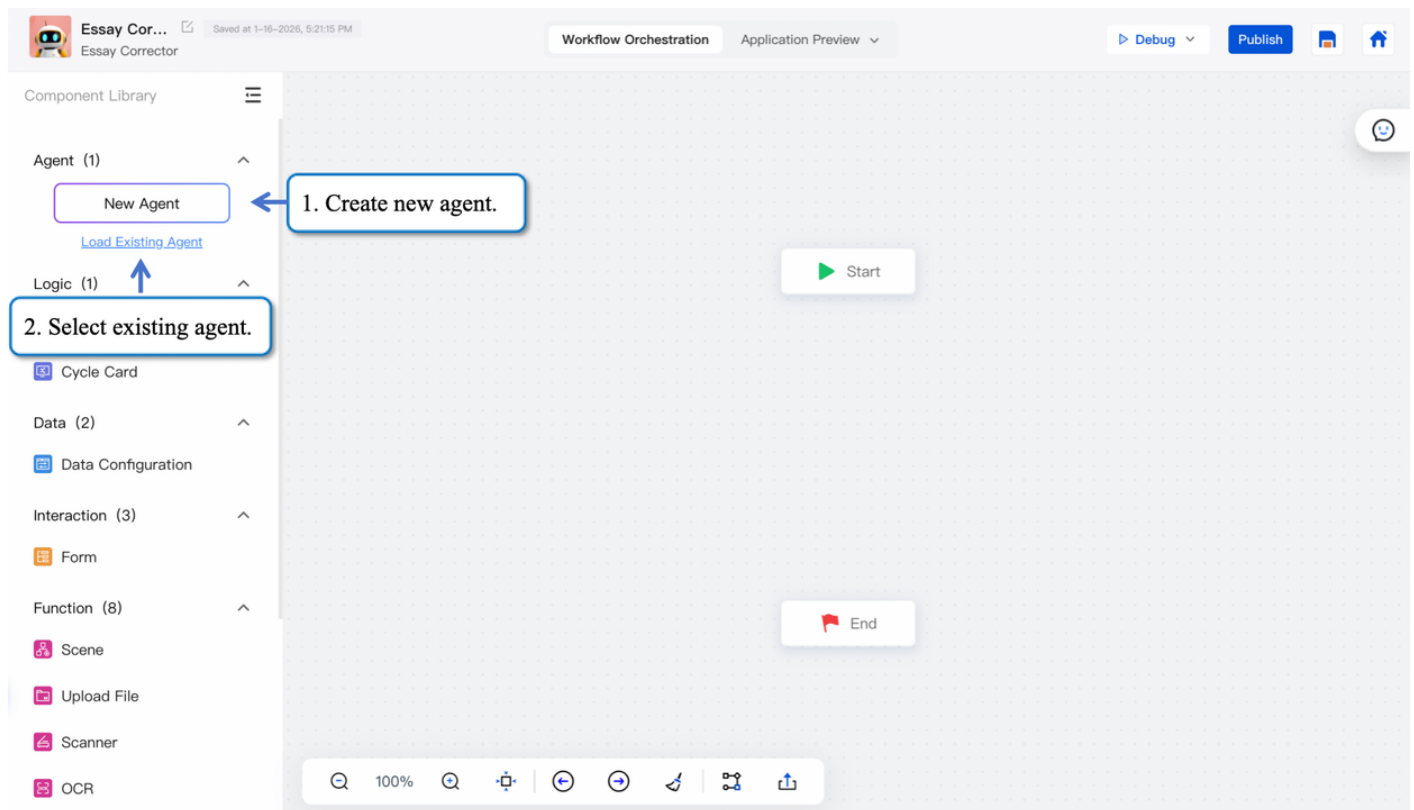 Essay Cor...
Saved at 1-16-2026, 5:21:15 PM
Essay Corrector
Workflow Orchestration
Application Preview
Debug
Publish
Component Library
Agent (1)
New Agent
1. Create new agent.
Load Existing Agent
Logic (1)
2. Select existing agent.
Cycle Card
Data (2)
Data Configuration
Interaction (3)
Form
Function (8)
Scene
Upload File
Scanner
OCR
Start
End
100%